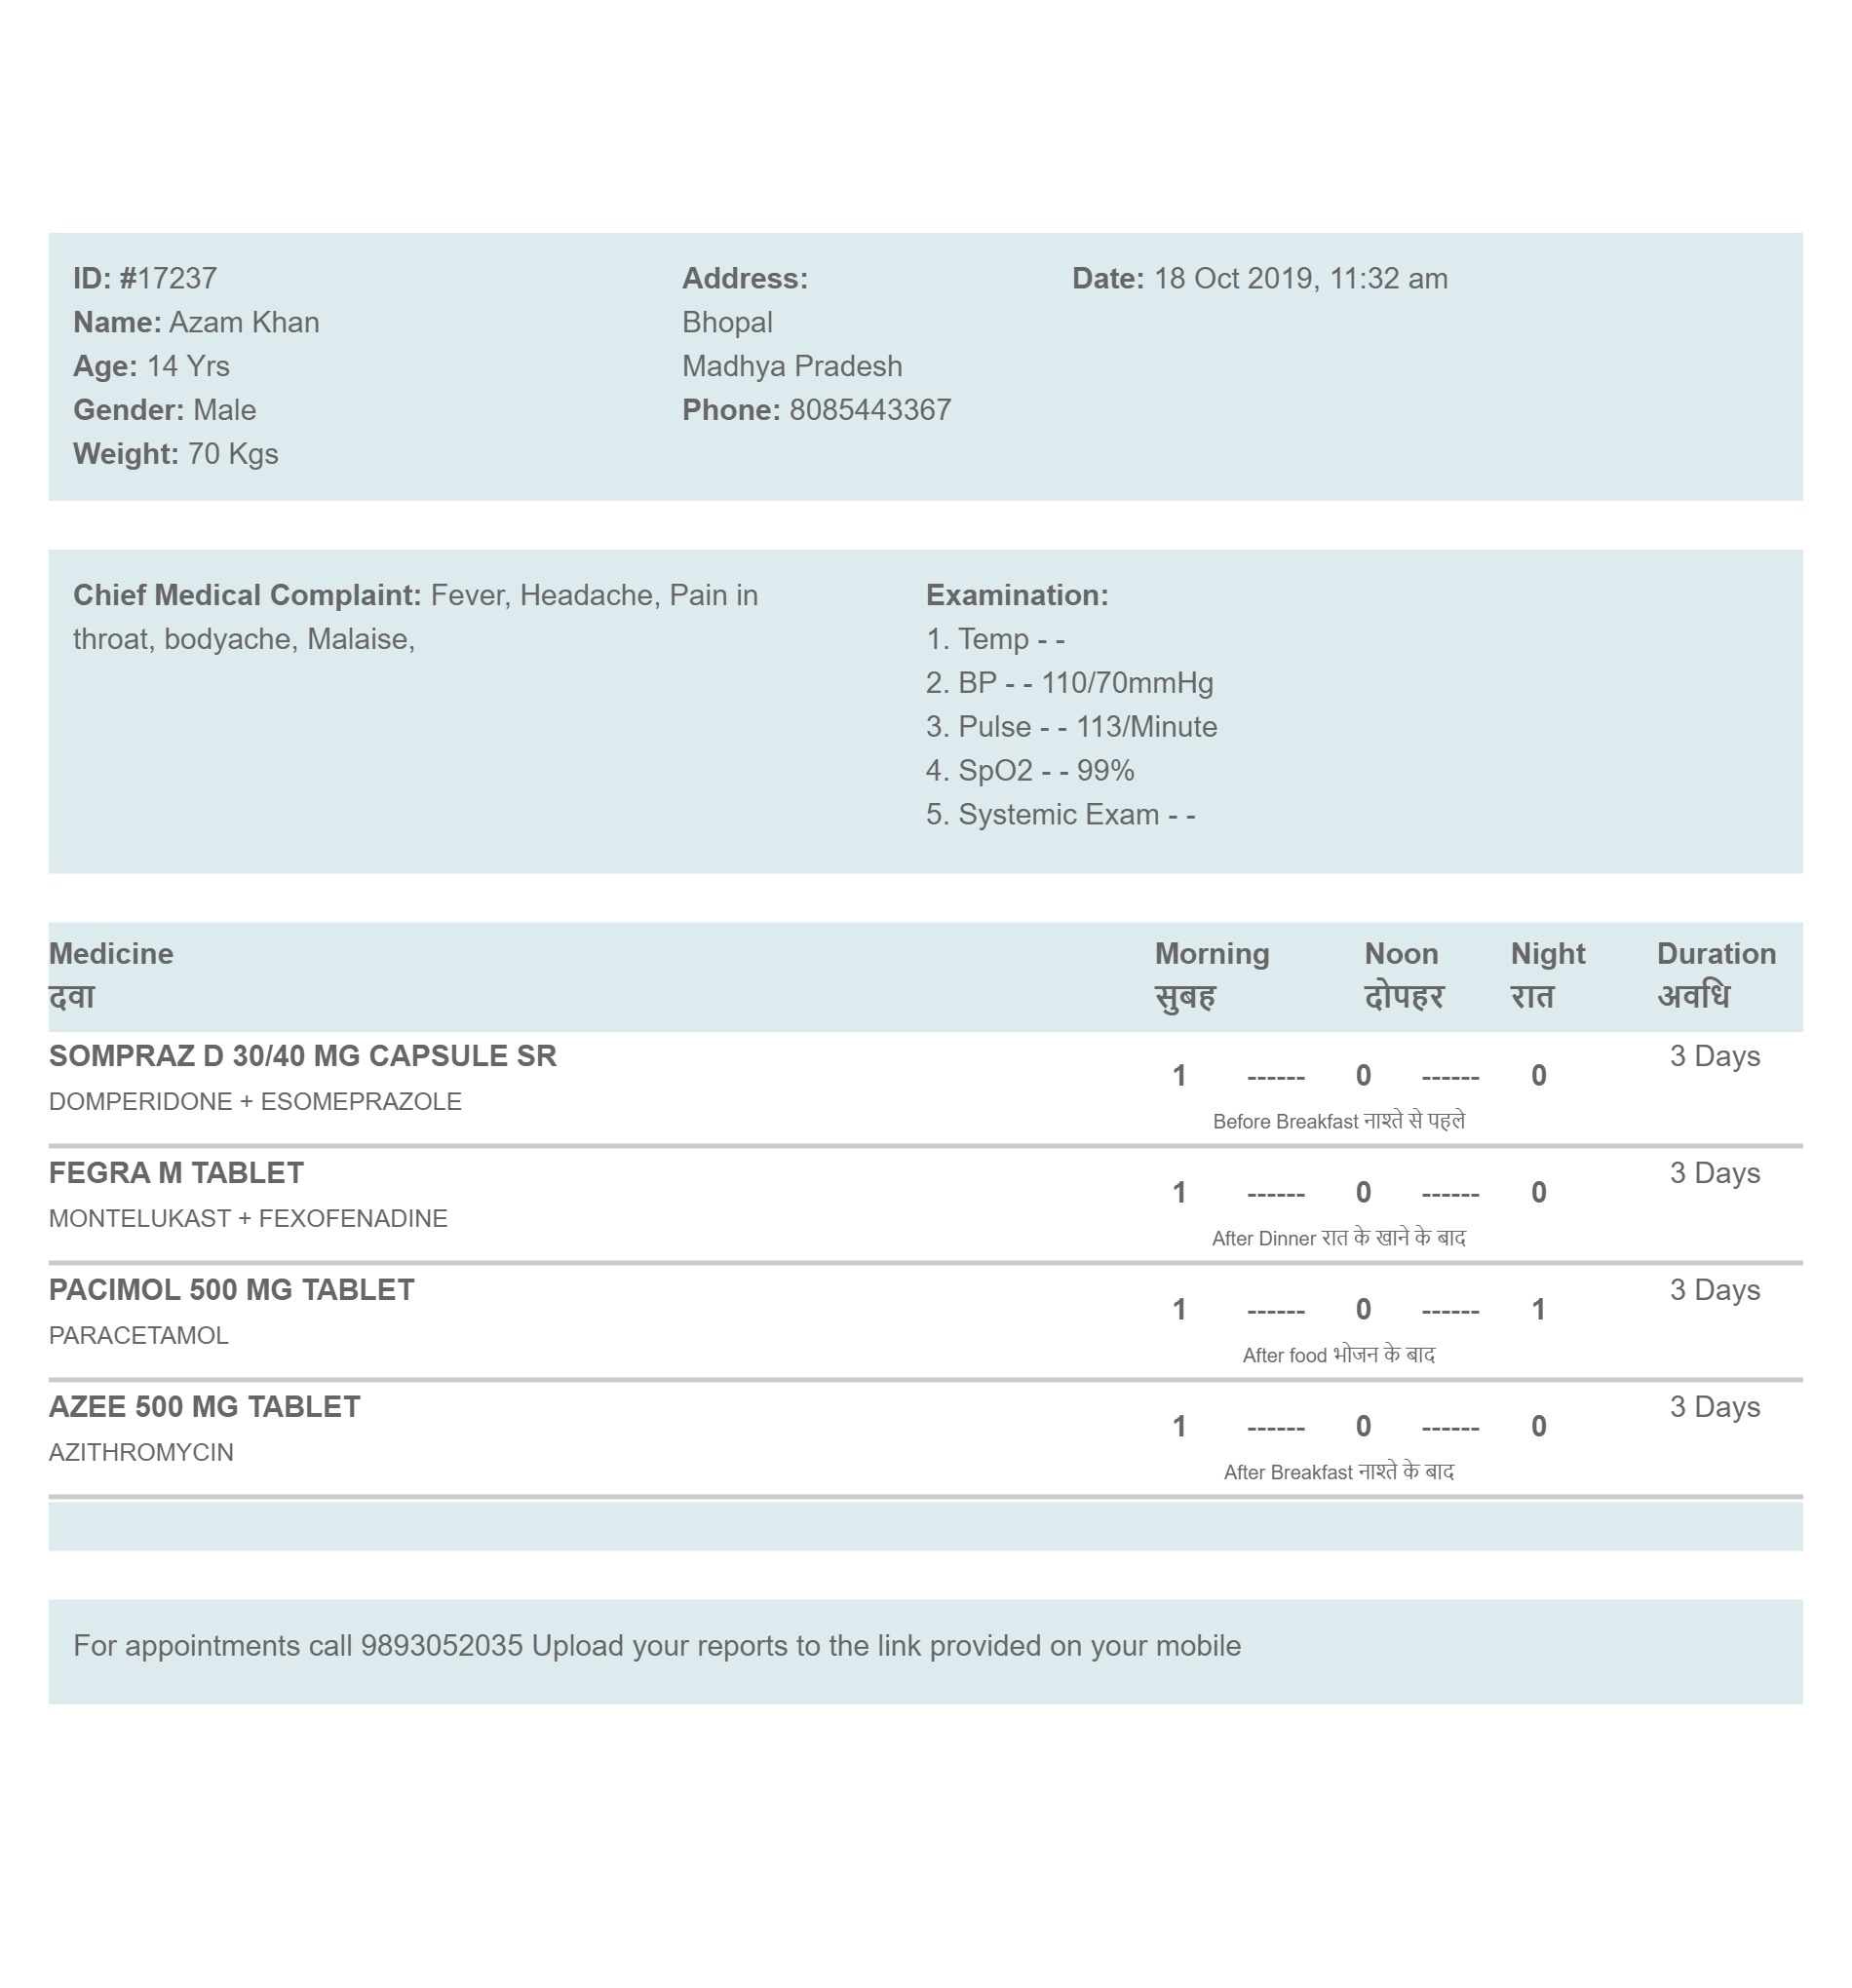 ID: #17237
Name: Azam Khan
Age: 14 Yrs
Gender: Male
Weight: 70 Kgs
Address:
Bhopal
Madhya Pradesh
Phone: 8085443367
Date: 18 Oct 2019, 11:32 am
Chief Medical Complaint: Fever, Headache, Pain in
throat, bodyache, Malaise,
Examination:
1. Temp - -
2. BP - - 110/70mmHg
3. Pulse - - 113/Minute
4. SpO2 - - 99%
5. Systemic Exam - -
Medicine Morning Noon Night Duration
दवा सुबह दोपहर रात अवधि
SOMPRAZ D 30/40 MG CAPSULE SR 3 Days
1 ------ 0 ------ 0
DOMPERIDONE + ESOMEPRAZOLE
Before Breakfast नाश्ते से पहले
FEGRA M TABLET 3 Days
1 ------ 0 ------ 0
MONTELUKAST + FEXOFENADINE
After Dinner रात के खाने के बाद
PACIMOL 500 MG TABLET 3 Days
1 ------ 0 ------ 1
PARACETAMOL
After food भोजन के बाद
AZEE 500 MG TABLET 3 Days
1 ------ 0 ------ 0
AZITHROMYCIN
After Breakfast नाश्ते के बाद
For appointments call 9893052035 Upload your reports to the link provided on your mobile